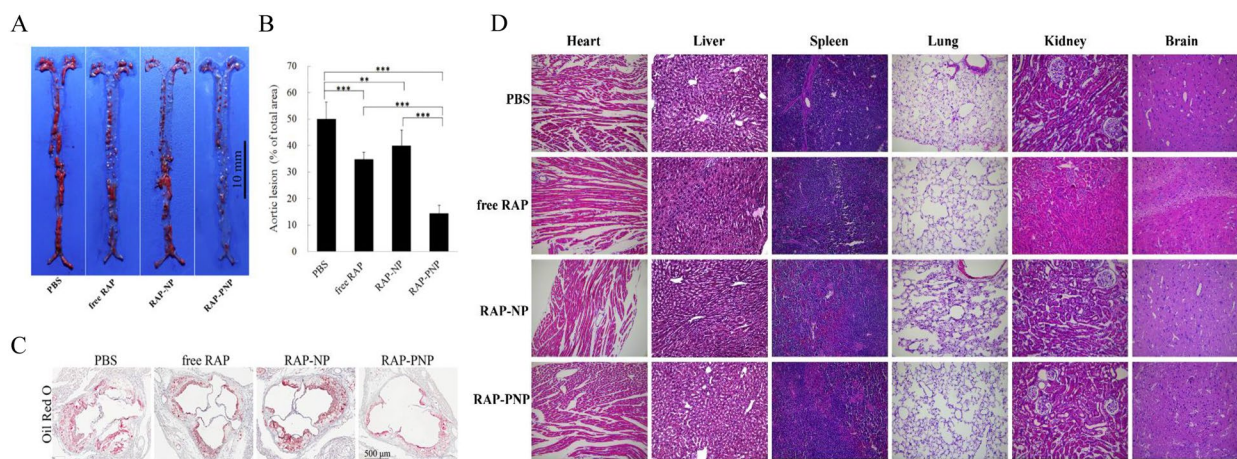 A
PBS
free RAP
RAP-NP
RAP-PNP
10 mm
B
Aortic lesion (% of total area)
70
60
50
40
30
20
10
0
***
**
***
***
***
PBS
free RAP
RAP-NP
RAP-PNP
C
PBS free RAP RAP-NP RAP-PNP
Oil Red O
500 µm
D
Heart Liver Spleen Lung Kidney Brain
PBS
free RAP
RAP-NP
RAP-PNP